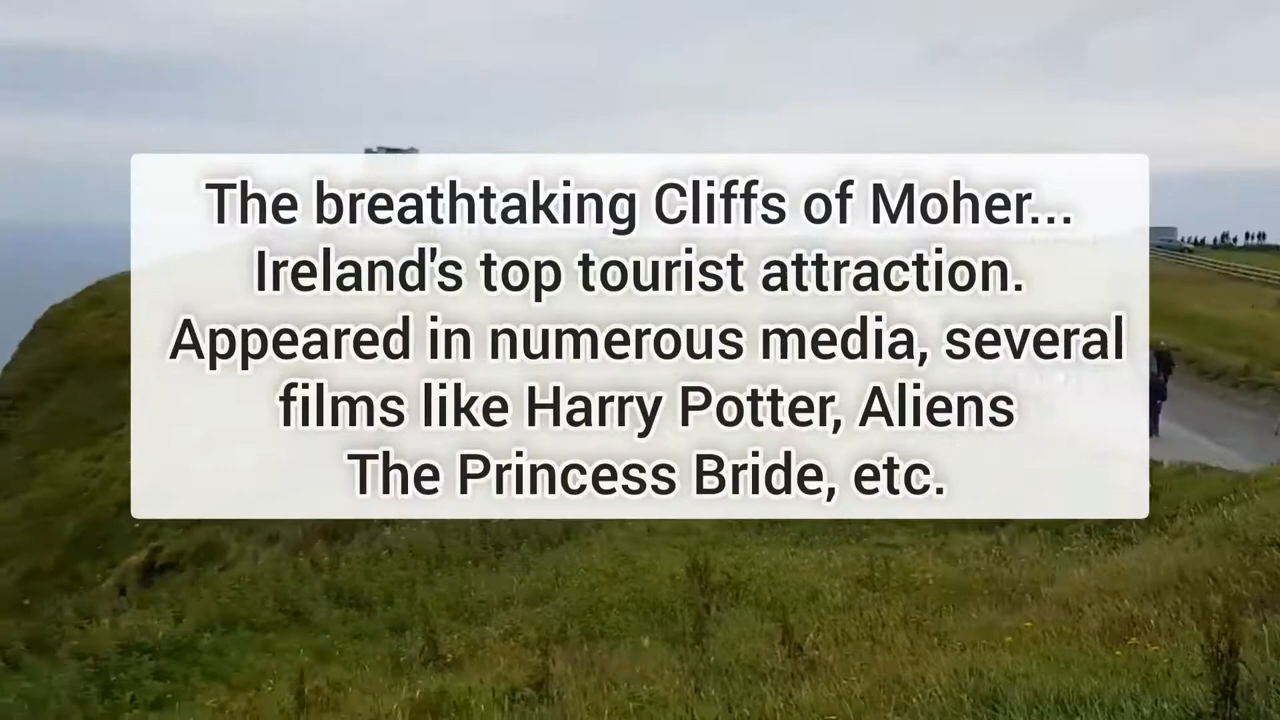 The breathtaking Cliffs of Moher...
Ireland's top tourist attraction.
Appeared in numerous media, several
films like Harry Potter, Aliens
The Princess Bride, etc.